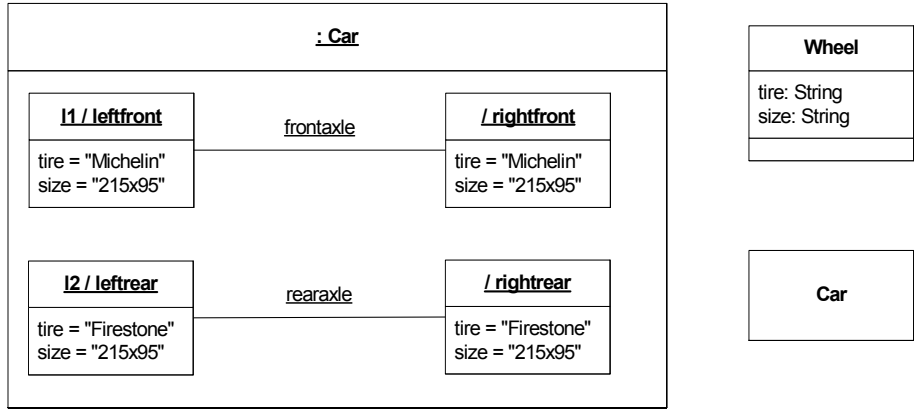 : Car
l1 / leftfront
tire = "Michelin"
size = "215x95"
frontaxle
/ rightfront
tire = "Michelin"
size = "215x95"
l2 / leftrear
tire = "Firestone"
size = "215x95"
rearaxle
/ rightrear
tire = "Firestone"
size = "215x95"
Wheel
tire: String
size: String
Car